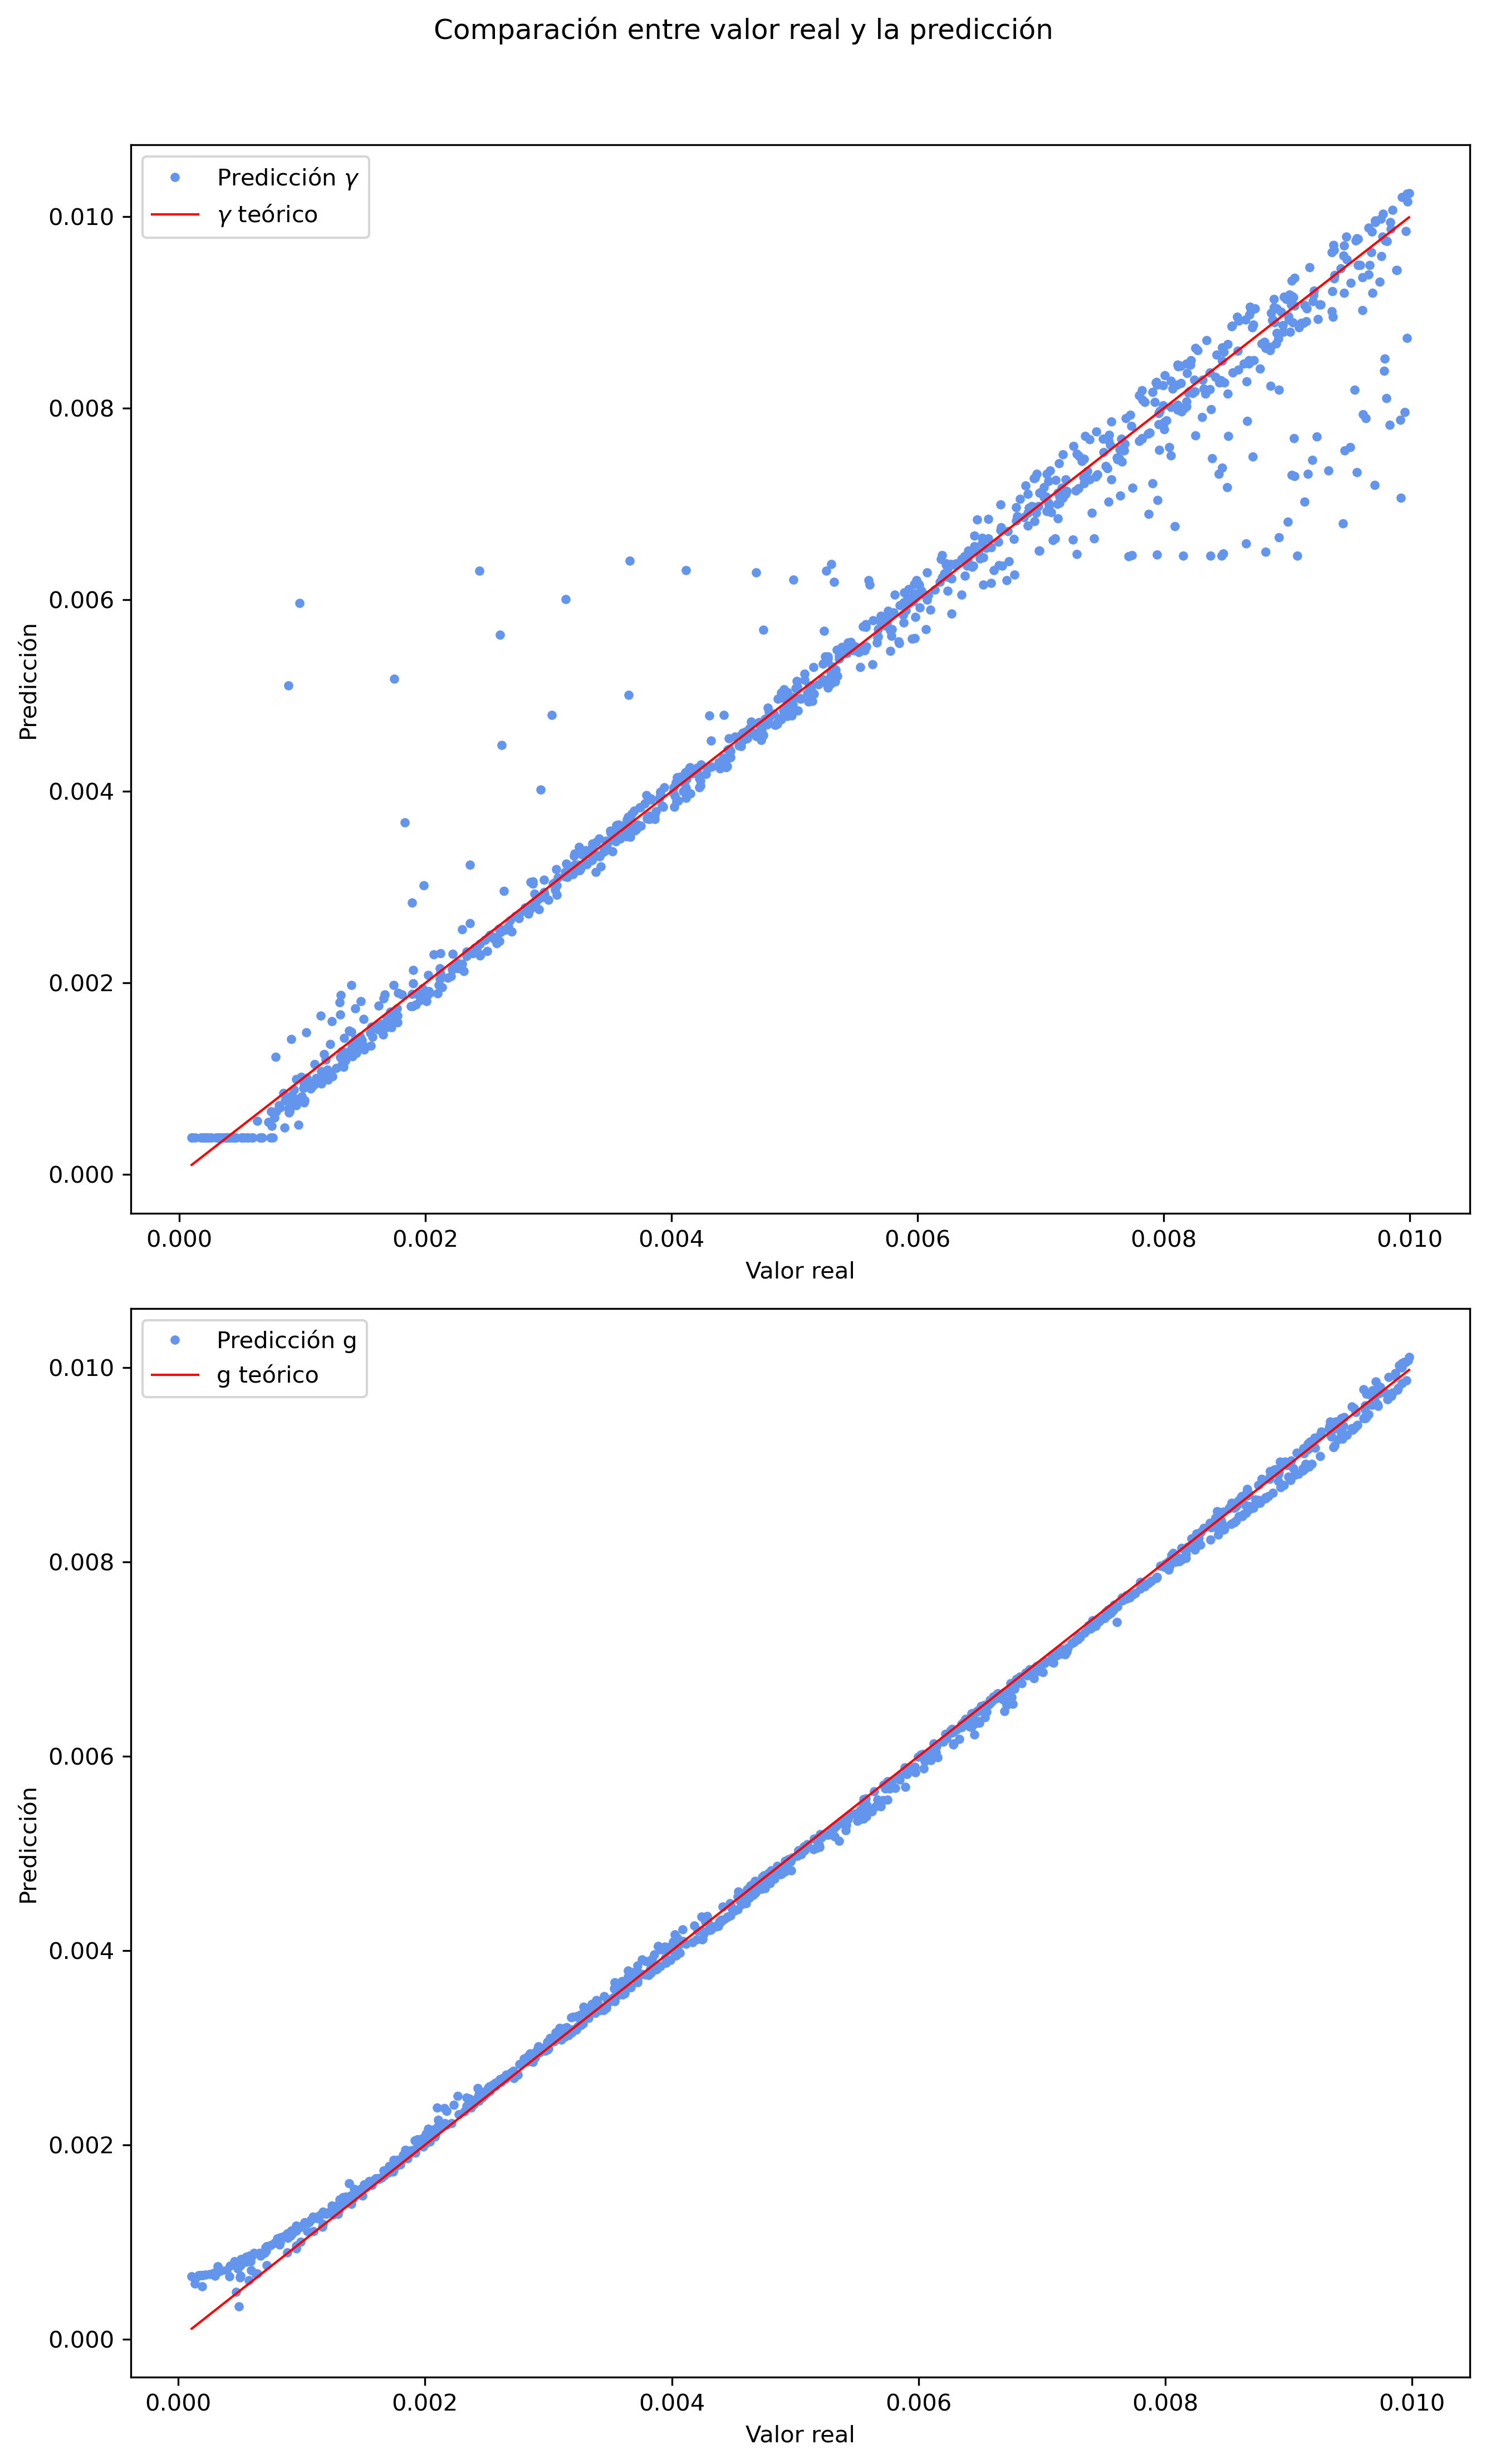 Comparación entre valor real y la predicción
Predicción γ
γ teórico
0.010
0.008
0.006
0.004
0.002
0.000
Predicción
0.000 0.002 0.004 0.006 0.008 0.010
Valor real
Predicción g
g teórico
0.010
0.008
0.006
0.004
0.002
0.000
Predicción
0.000 0.002 0.004 0.006 0.008 0.010
Valor real